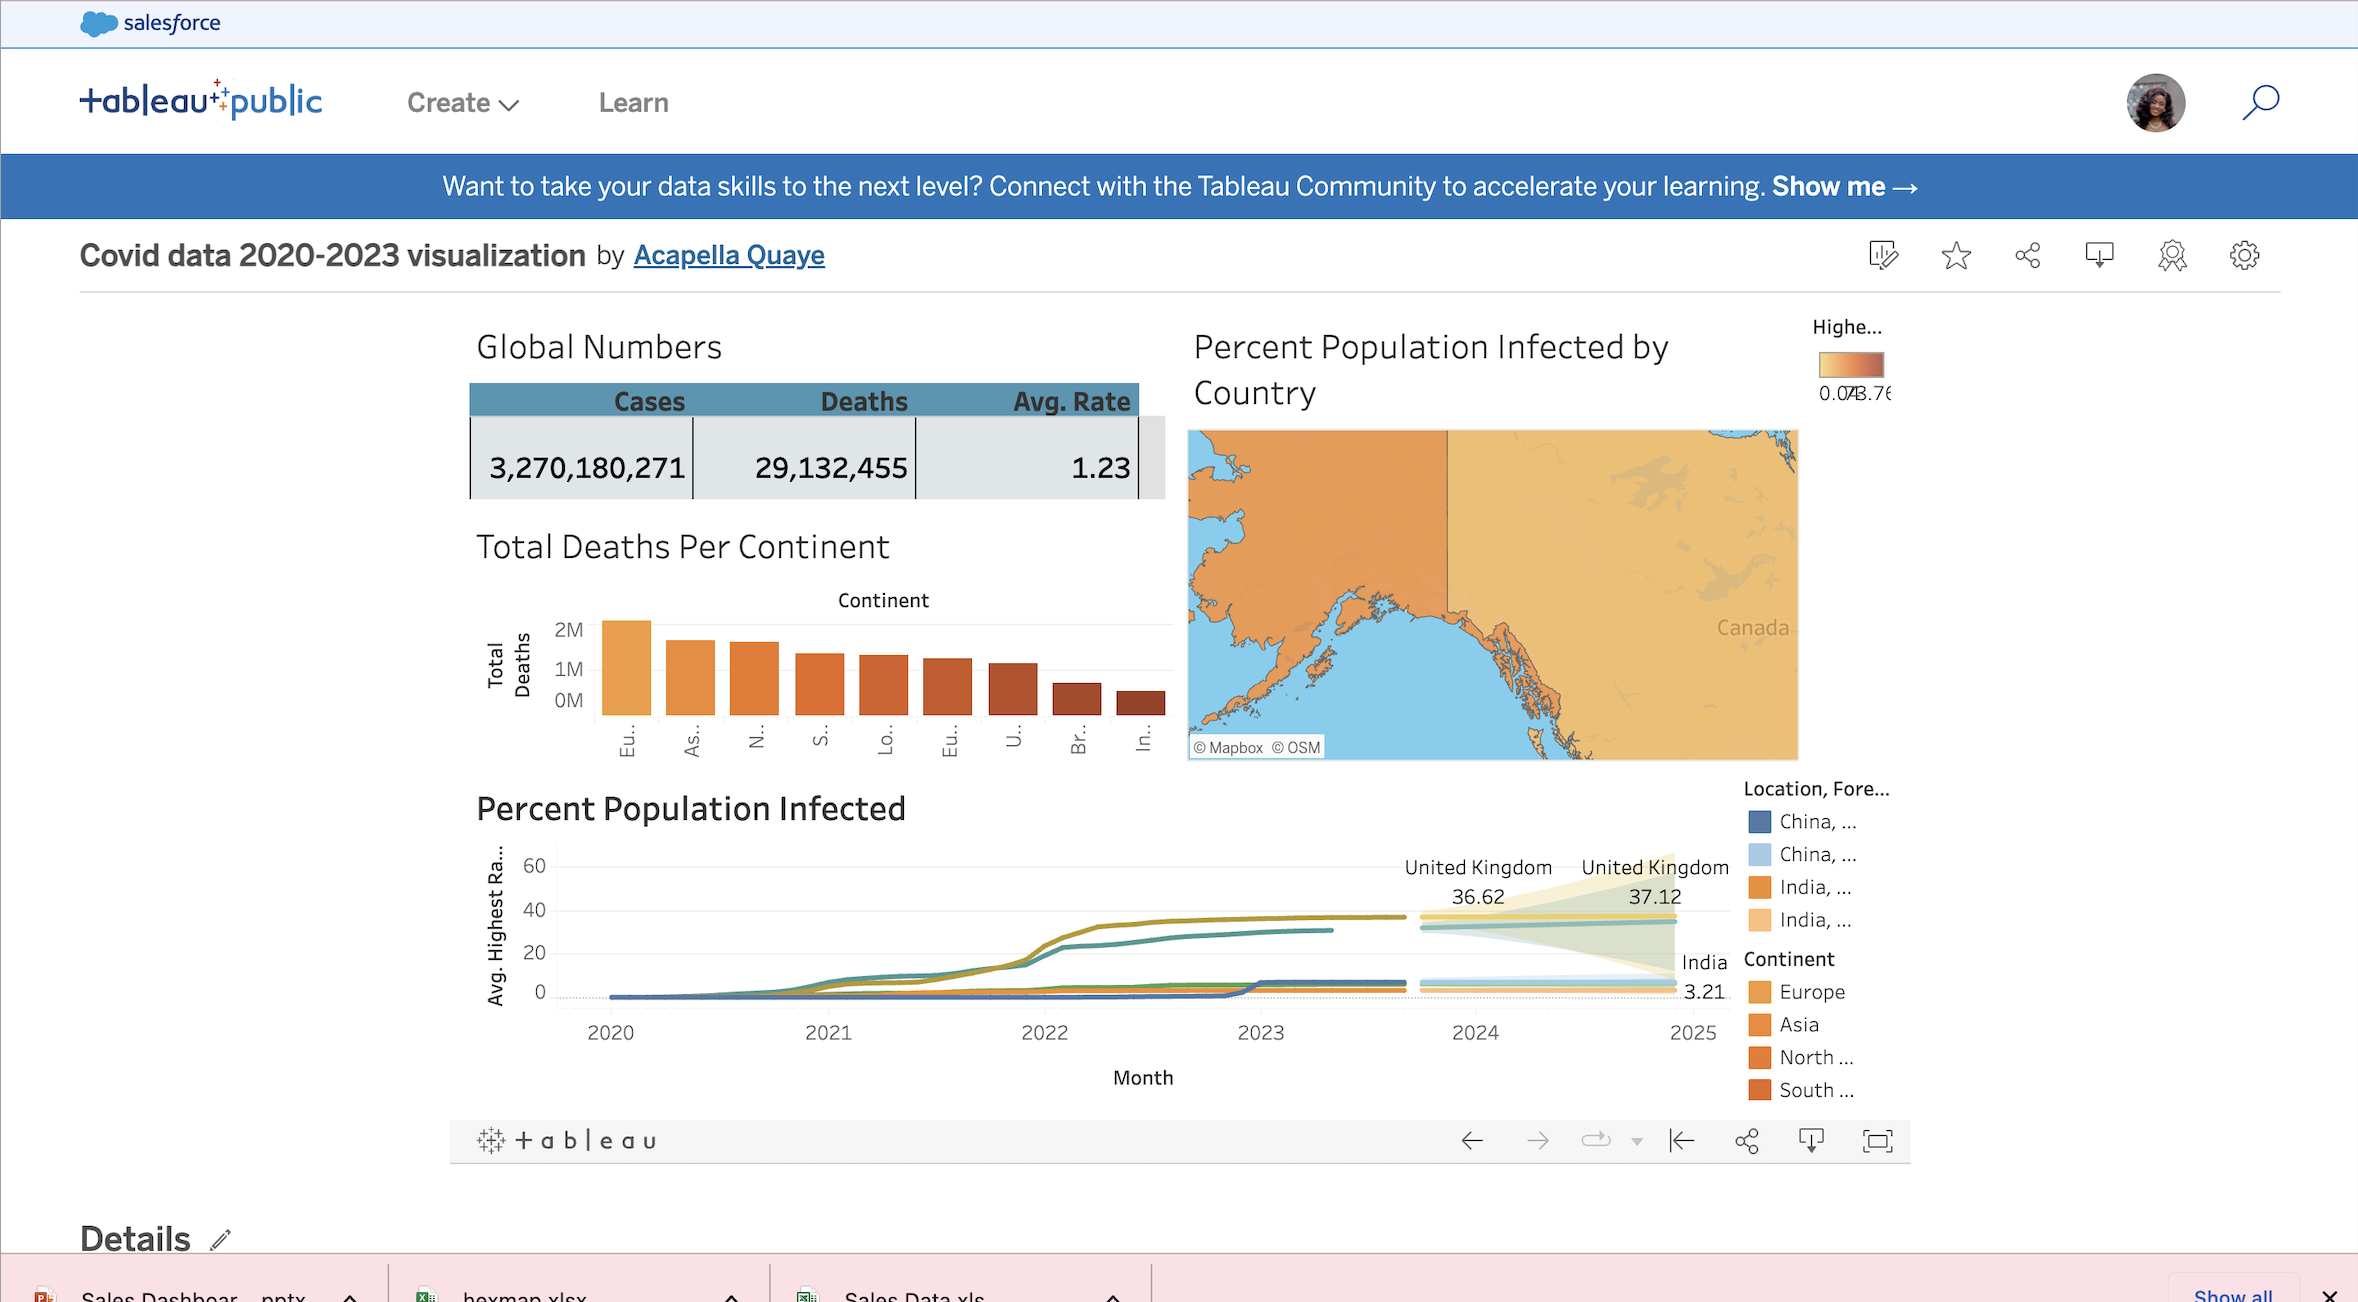 salesforce
+ableau+public
Create
Learn
Want to take your data skills to the next level? Connect with the Tableau Community to accelerate your learning. Show me →
Covid data 2020-2023 visualization by Acapella Quaye
Global Numbers
Cases Deaths Avg. Rate
3,270,180,271 29,132,455 1.23
Total Deaths Per Continent
Continent
Total
Deaths
2M
1M
0M
Eu..
As..
N..
S..
Lo..
Eu..
U..
Br..
In..
Percent Population Infected by
Country
Canada
© Mapbox © OSM
Highe...
Percent Population Infected
Avg. Highest Ra...
60
40
20
0
United Kingdom
36.62
United Kingdom
37.12
India
3.21
2020 2021 2022 2023 2024 2025
Month
Location, Fore...
China, ...
China, ...
India, ...
India, ...
Continent
Europe
Asia
North ...
South ...
+ableau
Details
Sales Dashboar....pptx
hexmap.xlsx
Sales Data.xls
Show all